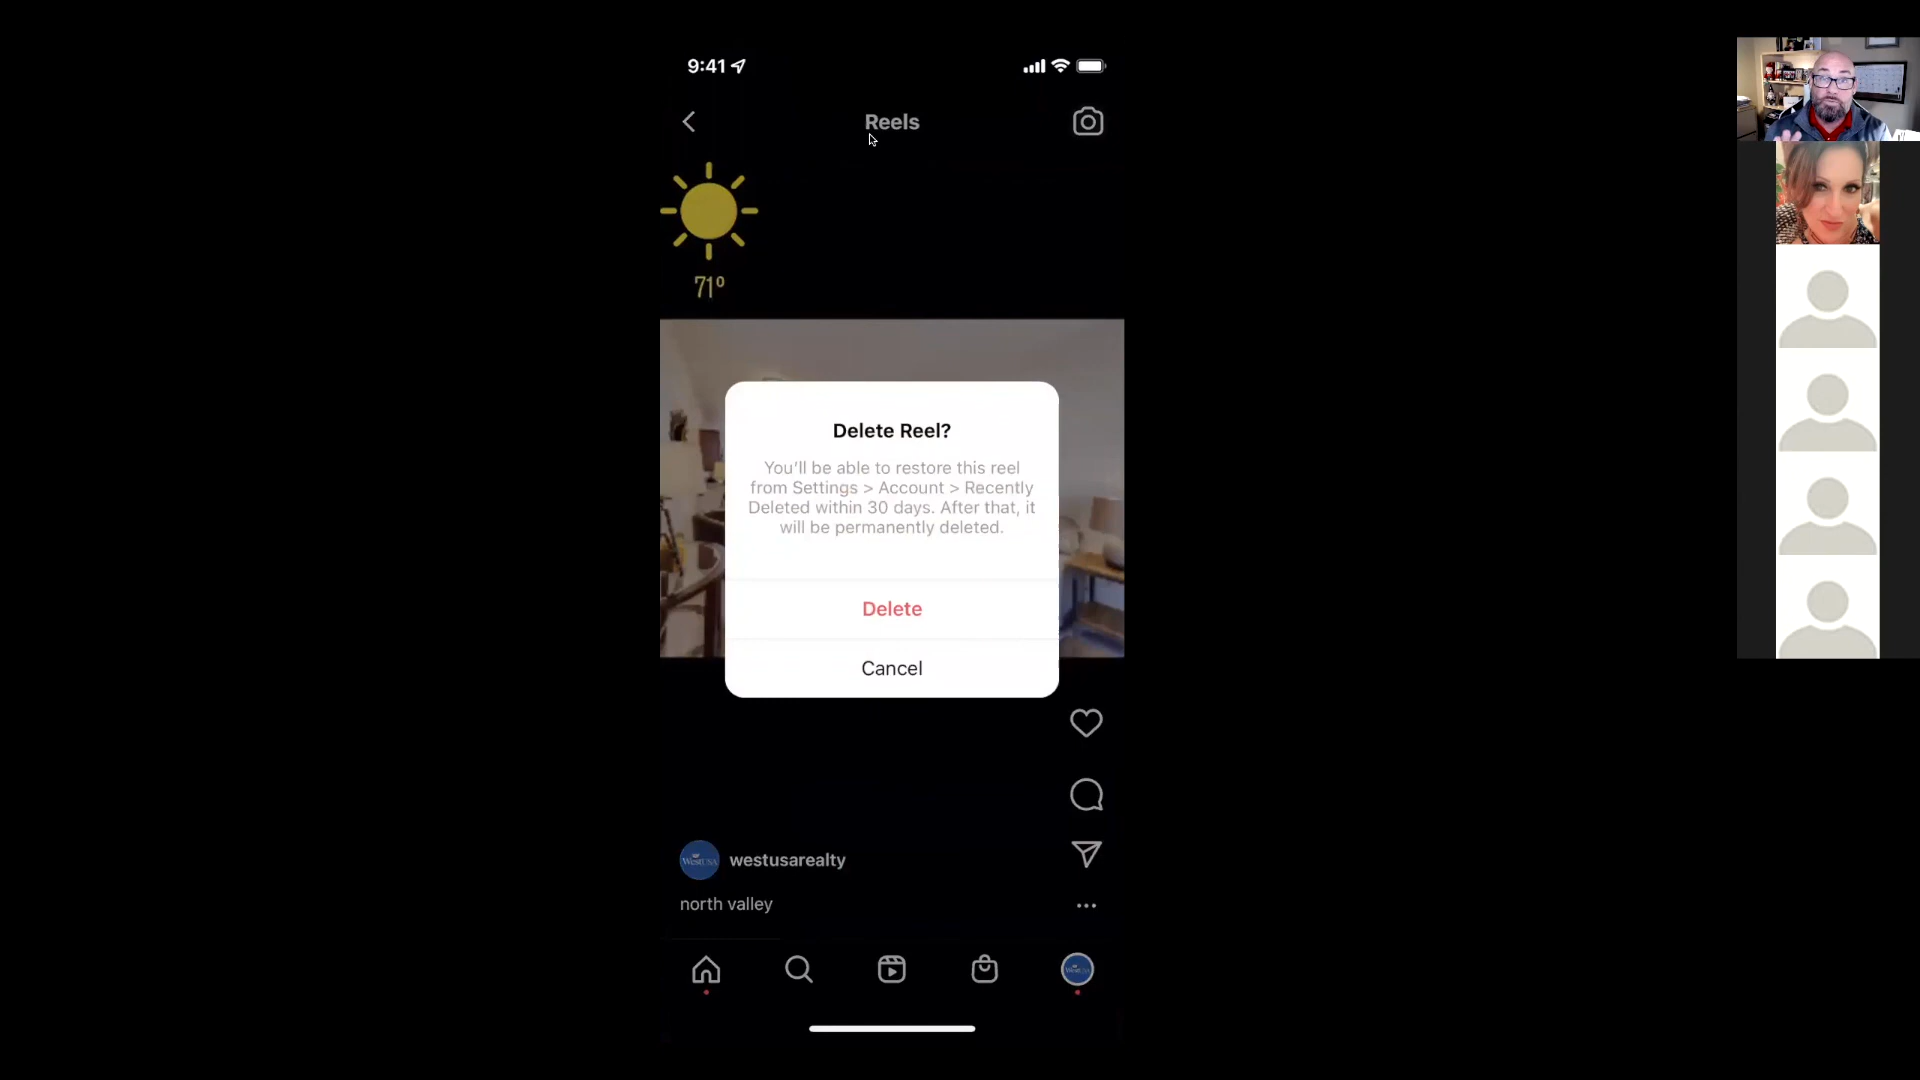 9:41
Reels
71°
Delete Reel?
You'll be able to restore this reel
from Settings > Account > Recently
Deleted within 30 days. After that, it
will be permanently deleted.
Delete
Cancel
WestUSA
westusarealty
north valley